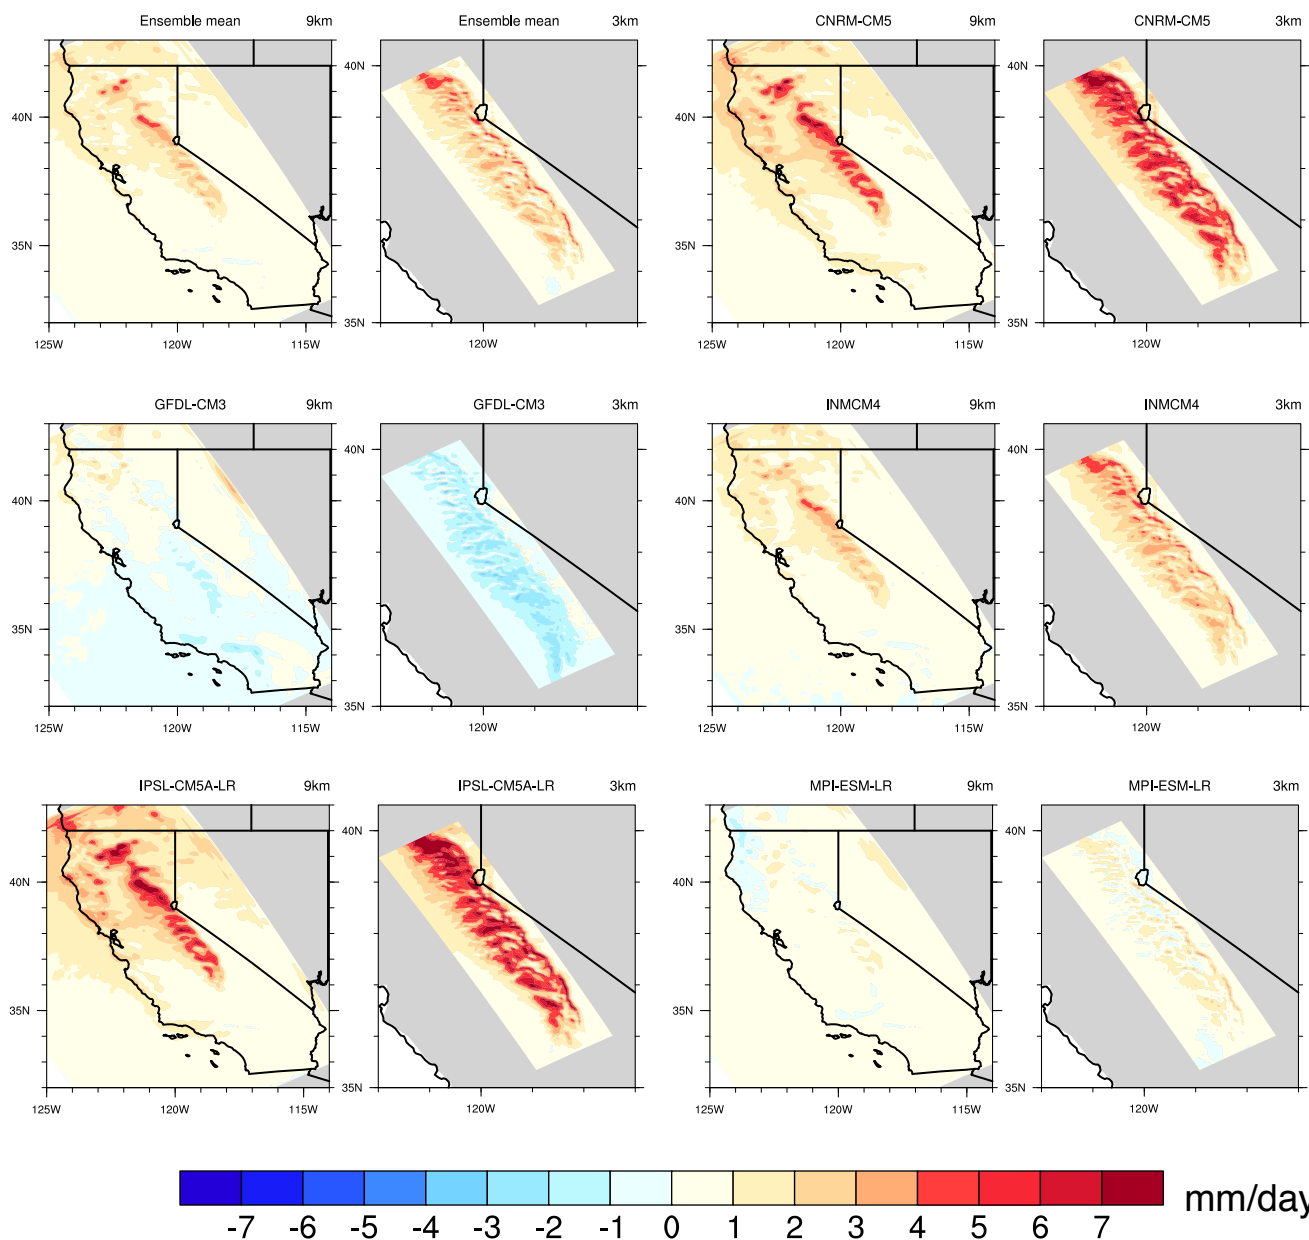 Ensemble mean 9km Ensemble mean 3km CNRM-CM5 9km CNRM-CM5 3km
40N 40N 40N 40N
35N 35N 35N 35N
125W 120W 115W 120W 125W 120W 115W 120W
GFDL-CM3 9km GFDL-CM3 3km INMCM4 9km INMCM4 3km
40N 40N 40N 40N
35N 35N 35N 35N
125W 120W 115W 120W 125W 120W 115W 120W
IPSL-CM5A-LR 9km IPSL-CM5A-LR 3km MPI-ESM-LR 9km MPI-ESM-LR 3km
40N 40N 40N 40N
35N 35N 35N 35N
125W 120W 115W 120W 125W 120W 115W 120W
-7 -6 -5 -4 -3 -2 -1 0 1 2 3 4 5 6 7 mm/day